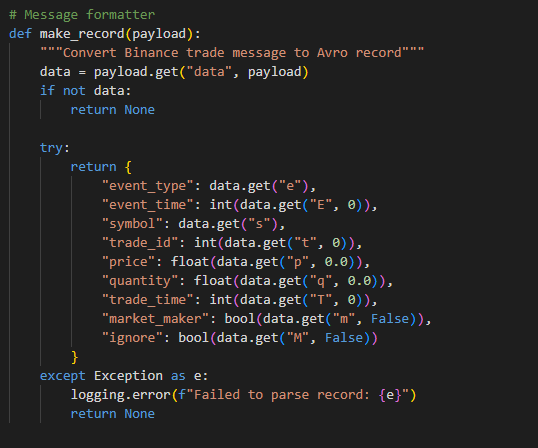 # Message formatter
def make_record(payload):
    """Convert Binance trade message to Avro record"""
    data = payload.get("data", payload)
    if not data:
        return None

    try:
        return {
            "event_type": data.get("e"),
            "event_time": int(data.get("E", 0)),
            "symbol": data.get("s"),
            "trade_id": int(data.get("t", 0)),
            "price": float(data.get("p", 0.0)),
            "quantity": float(data.get("q", 0.0)),
            "trade_time": int(data.get("T", 0)),
            "market_maker": bool(data.get("m", False)),
            "ignore": bool(data.get("M", False))
        }
    except Exception as e:
        logging.error(f"Failed to parse record: {e}")
        return None